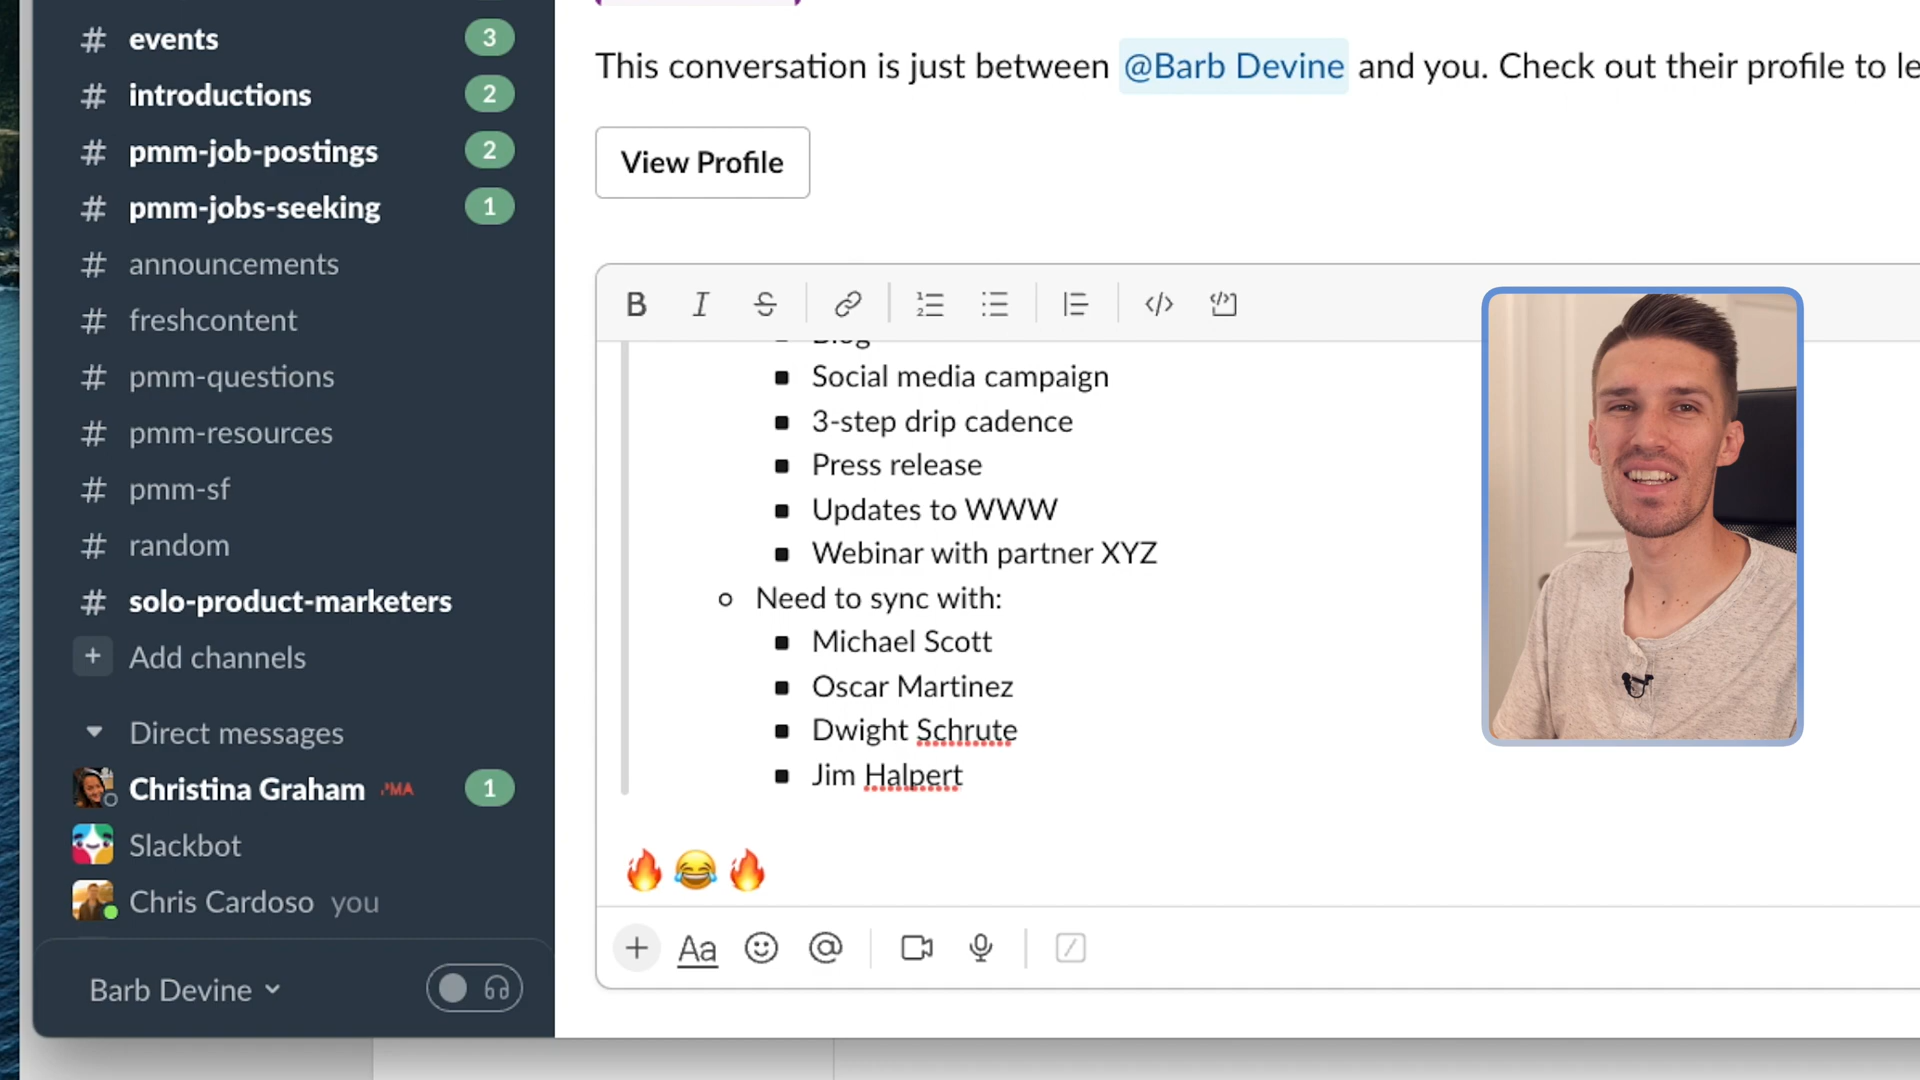 # events 3
# introductions 2
# pmm-job-postings 2
# pmm-jobs-seeking 1
# announcements
# freshcontent
# pmm-questions
# pmm-resources
# pmm-sf
# random
# solo-product-marketers
+ Add channels
Direct messages
Christina Graham 1
Slackbot
Chris Cardoso you
Barb Devine
This conversation is just between @Barb Devine and you. Check out their profile to le
View Profile
B I S
Blog
Social media campaign
3-step drip cadence
Press release
Updates to WWW
Webinar with partner XYZ
Need to sync with:
Michael Scott
Oscar Martinez
Dwight Schrute
Jim Halpert
🔥 😂 🔥
+ Aa @